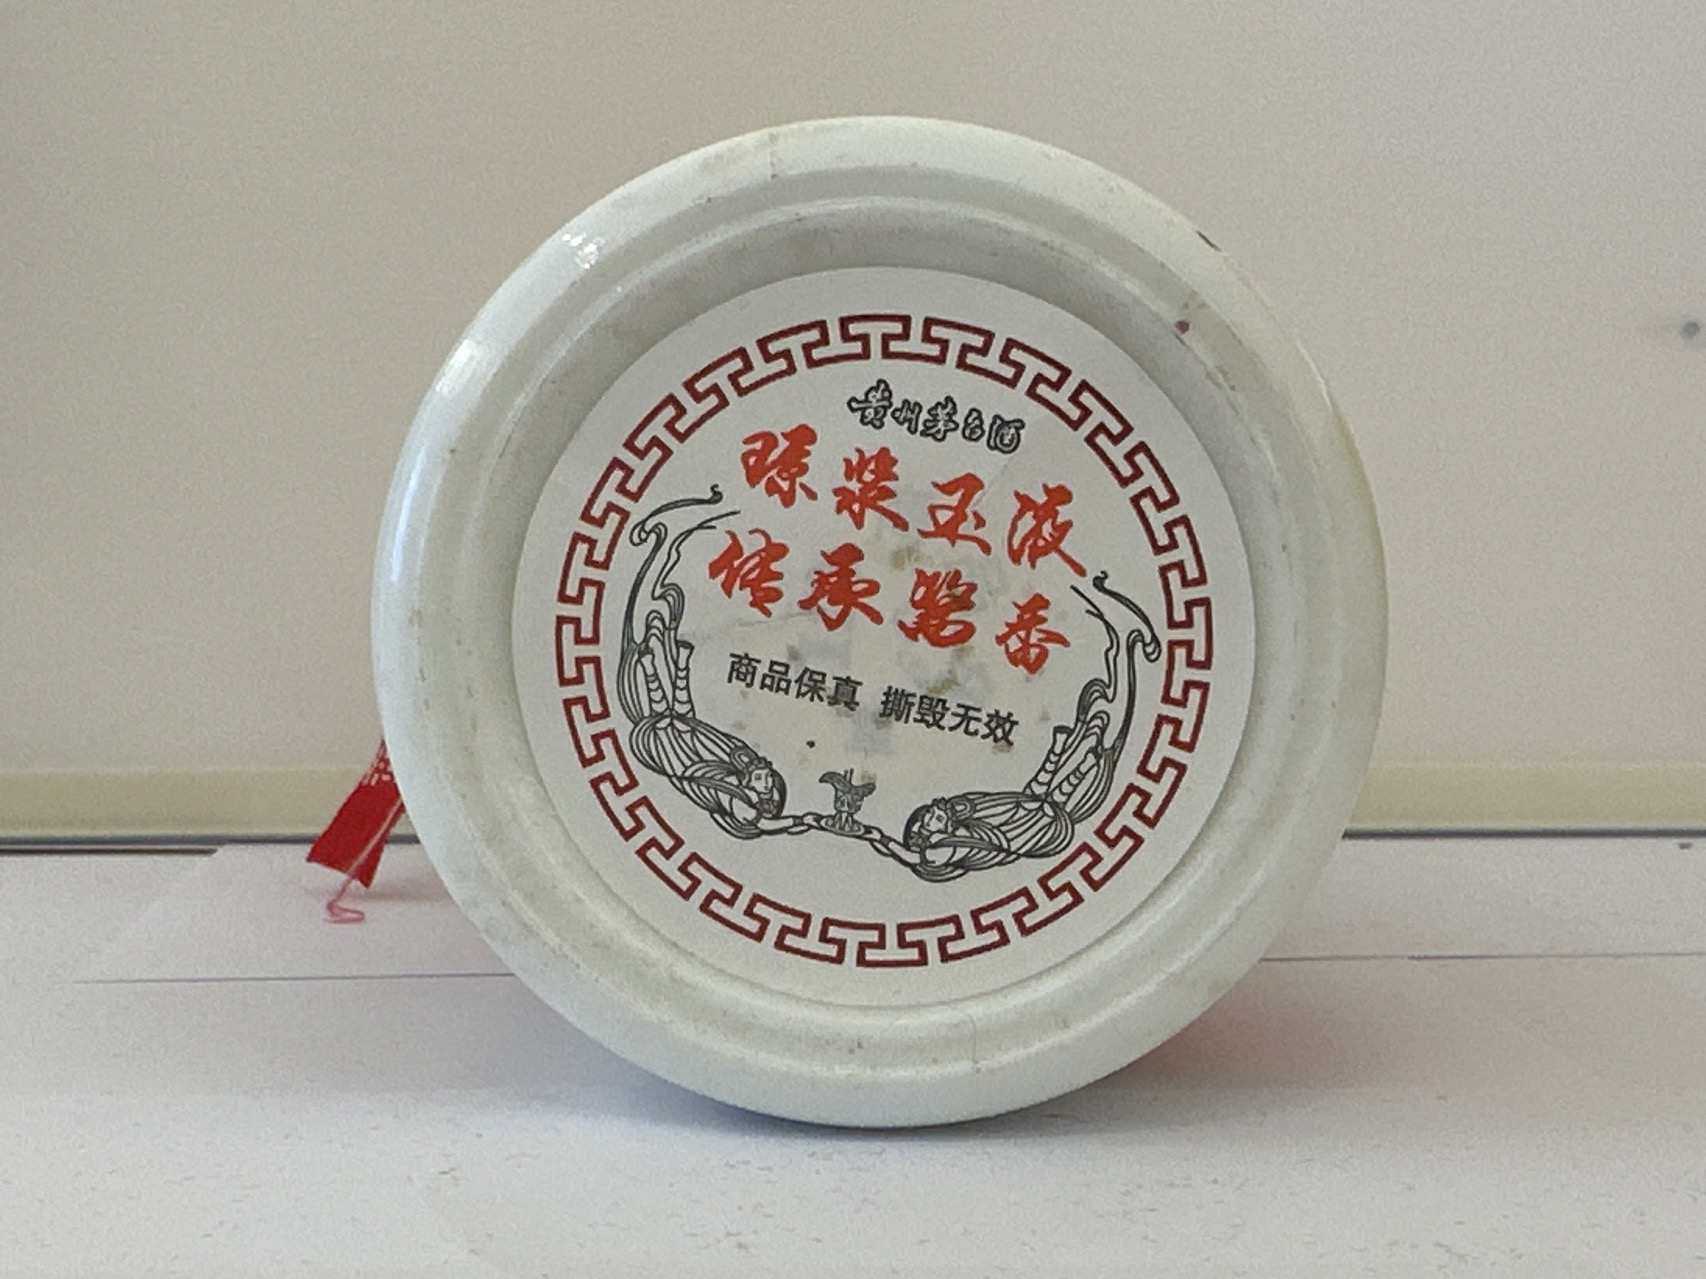 贵州茅台酒
琼浆玉液
传承酱香
商品保真 撕毁无效